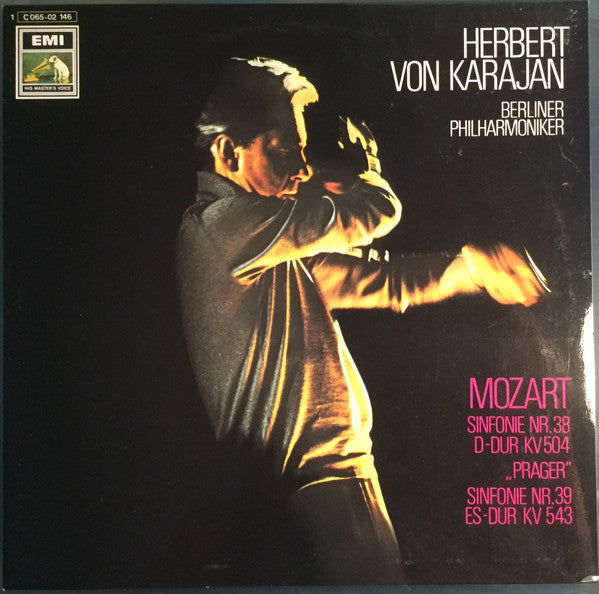 1 C 065-02 146
EMI
HIS MASTER'S VOICE
HERBERT
VON KARAJAN
BERLINER
PHILHARMONIKER
MOZART
SINFONIE NR.38
D-DUR KV 504
„PRAGER"
SINFONIE NR.39
ES-DUR KV 543